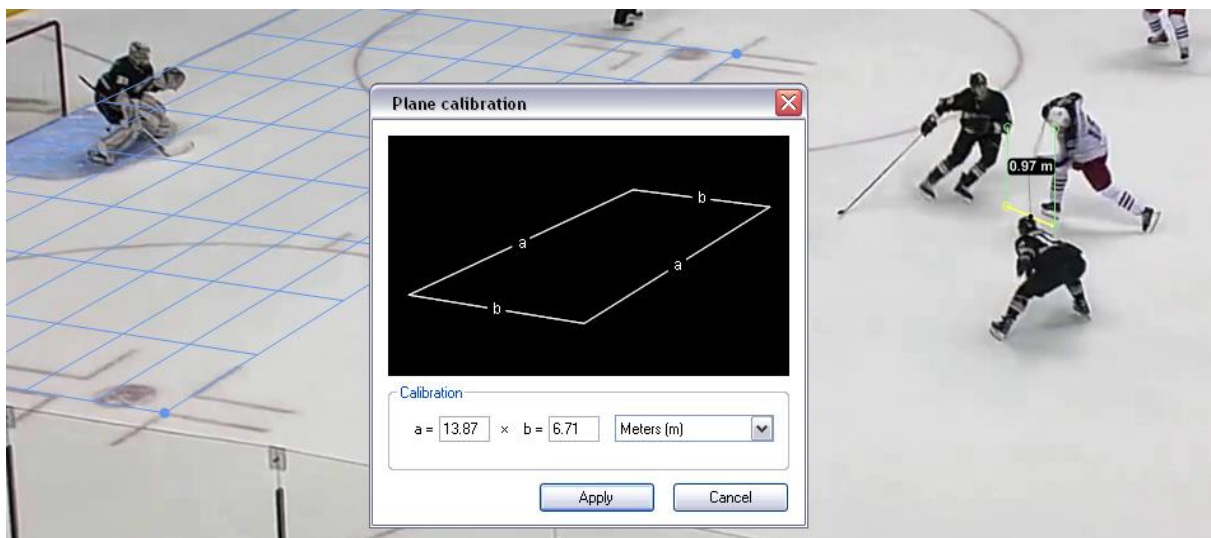 Plane calibration
b
a
a
b
0.97 m
Calibration
a = 13.87 × b = 6.71 Meters (m)
Apply Cancel